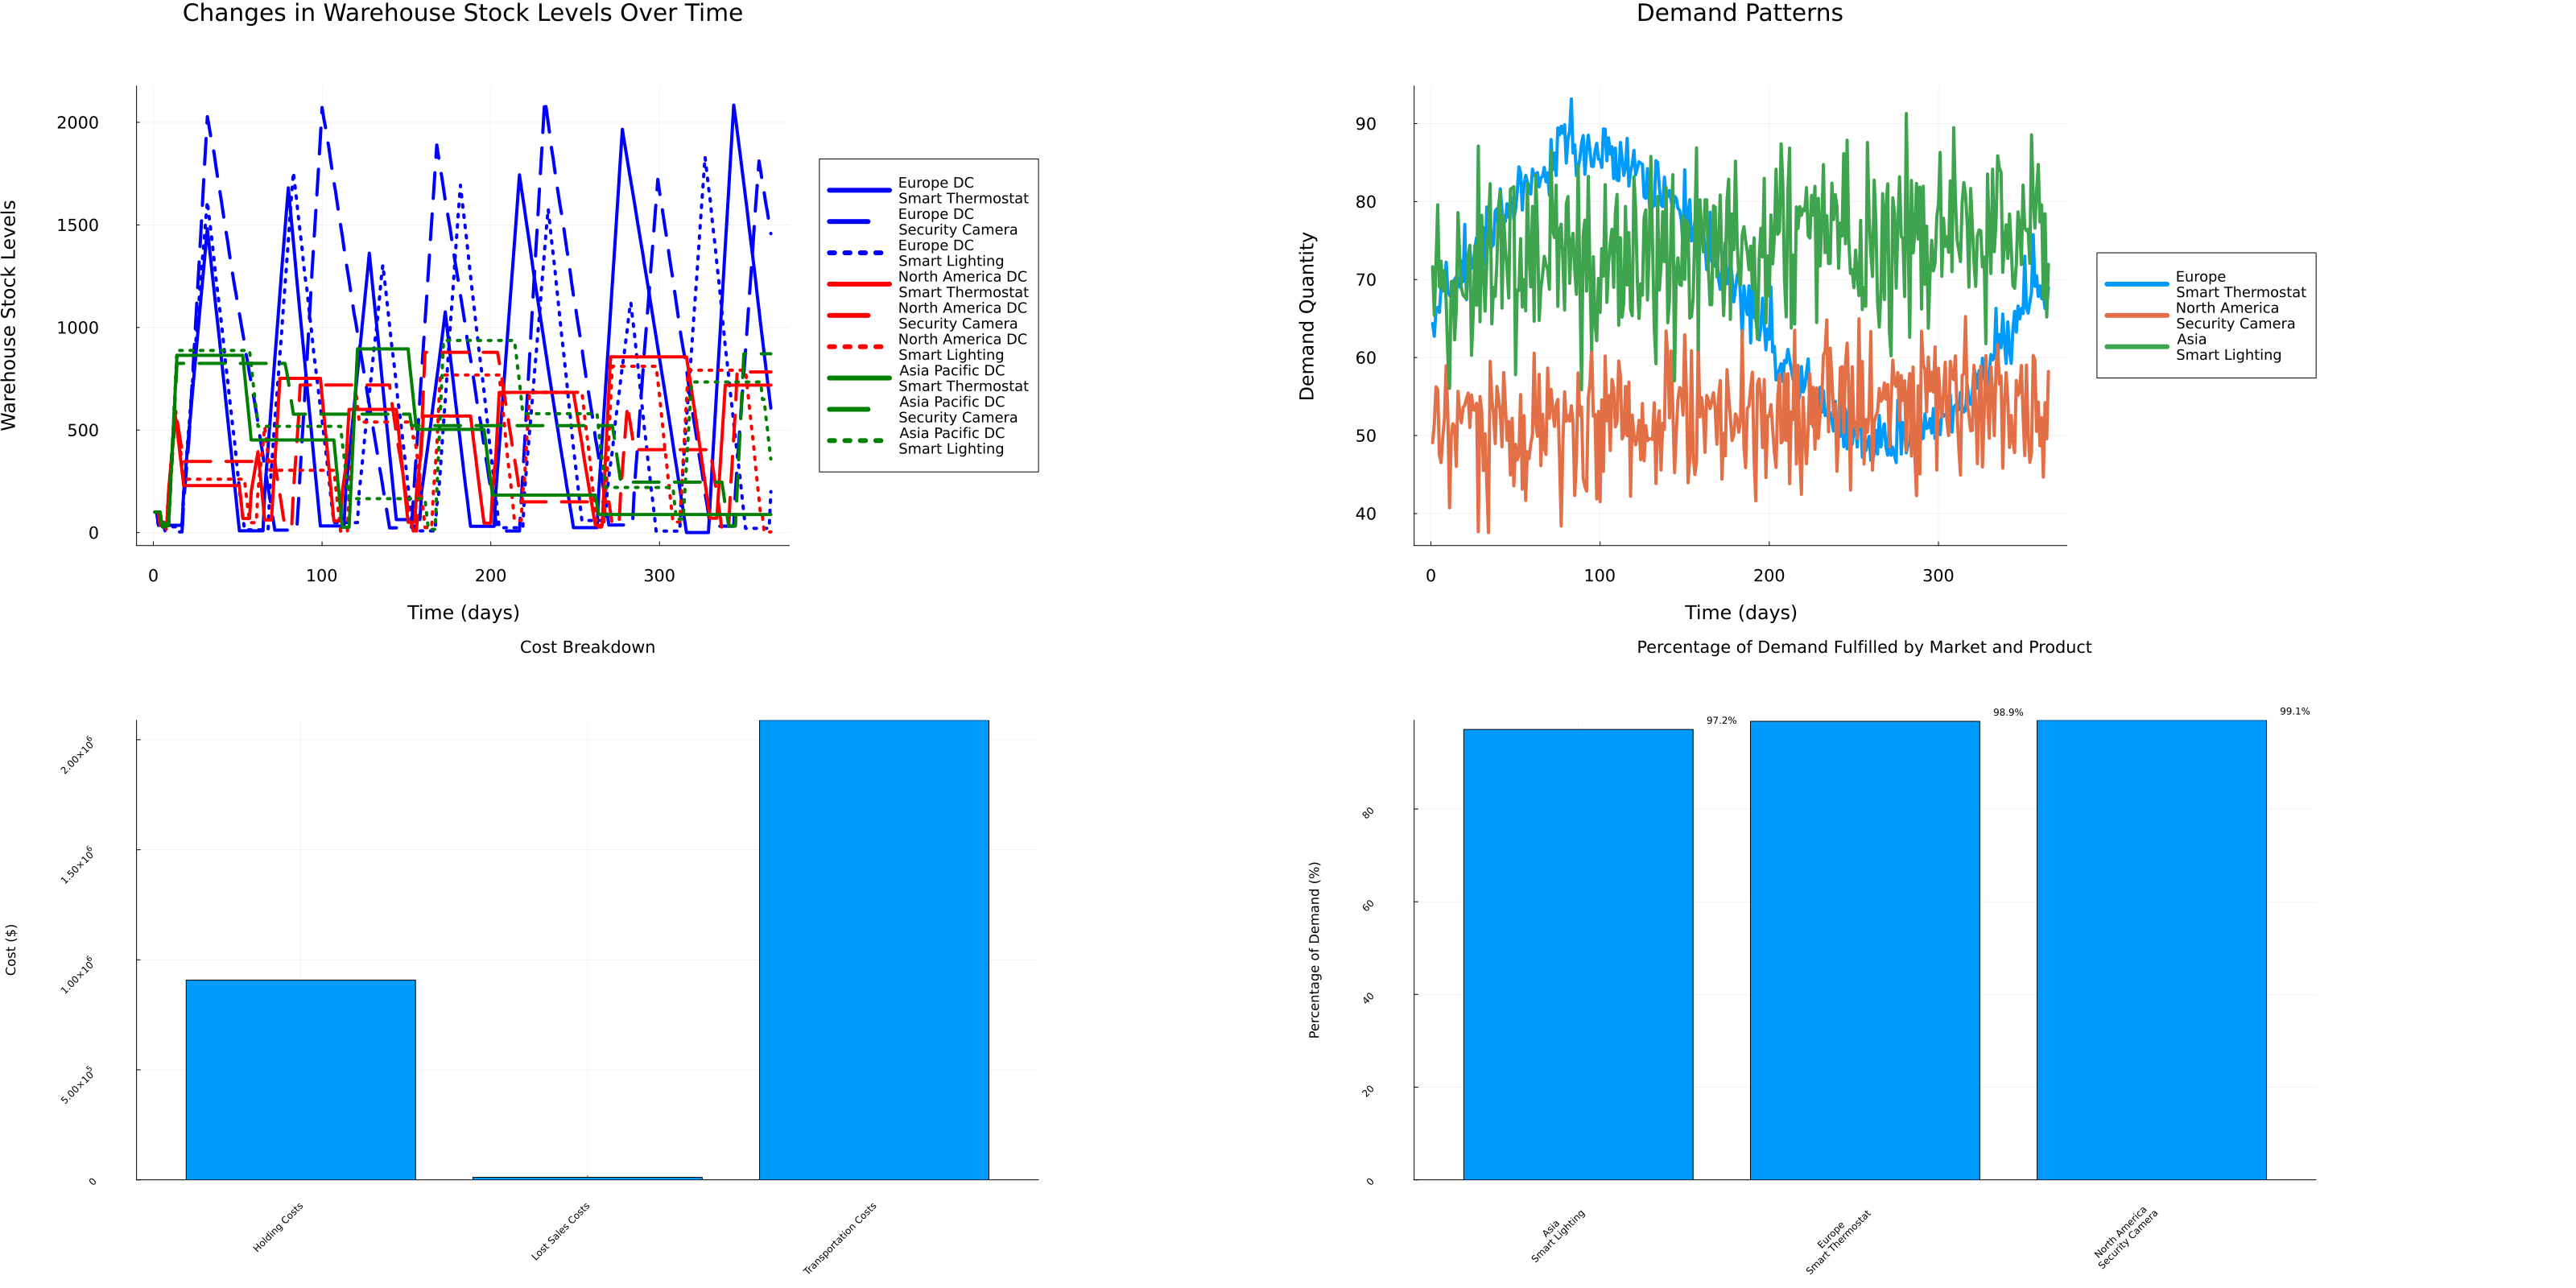 Changes in Warehouse Stock Levels Over Time
Warehouse Stock Levels
2000
1500
1000
500
0
0 100 200 300
Time (days)
Europe DC
Smart Thermostat
Europe DC
Security Camera
Europe DC
Smart Lighting
North America DC
Smart Thermostat
North America DC
Security Camera
North America DC
Smart Lighting
Asia Pacific DC
Smart Thermostat
Asia Pacific DC
Security Camera
Asia Pacific DC
Smart Lighting
Demand Patterns
Demand Quantity
90
80
70
60
50
40
0 100 200 300
Time (days)
Europe
Smart Thermostat
North America
Security Camera
Asia
Smart Lighting
Cost Breakdown
Cost ($)
2.00×10⁶
1.50×10⁶
1.00×10⁶
5.00×10⁵
0
Holding Costs
Lost Sales Costs
Transportation Costs
Percentage of Demand Fulfilled by Market and Product
Percentage of Demand (%)
97.2%
98.9%
99.1%
80
60
40
20
0
Asia
Smart Lighting
Europe
Smart Thermostat
North America
Security Camera